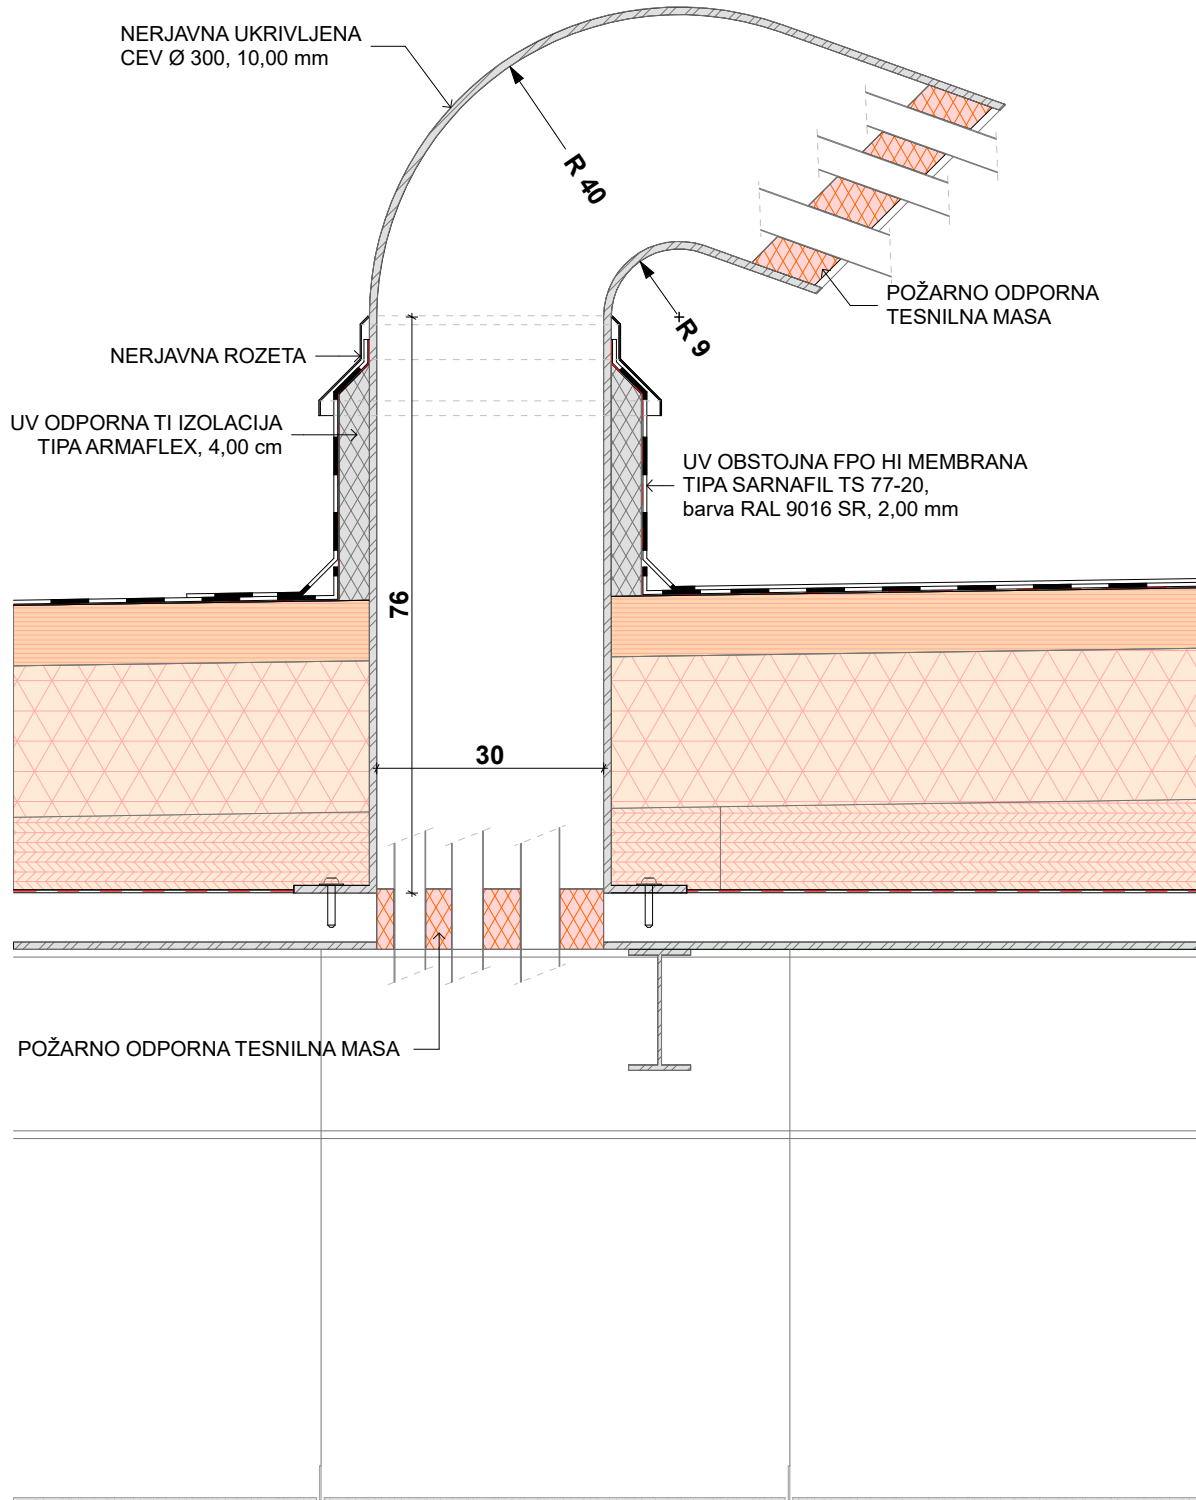 NERJAVNA UKRIVLJENA
CEV Ø 300, 10,00 mm
R 40
POŽARNO ODPORNA
TESNILNA MASA
R 9
NERJAVNA ROZETA
UV ODPORNA TI IZOLACIJA
TIPA ARMAFLEX, 4,00 cm
UV OBSTOJNA FPO HI MEMBRANA
TIPA SARNAFIL TS 77-20,
barva RAL 9016 SR, 2,00 mm
76
30
POŽARNO ODPORNA TESNILNA MASA